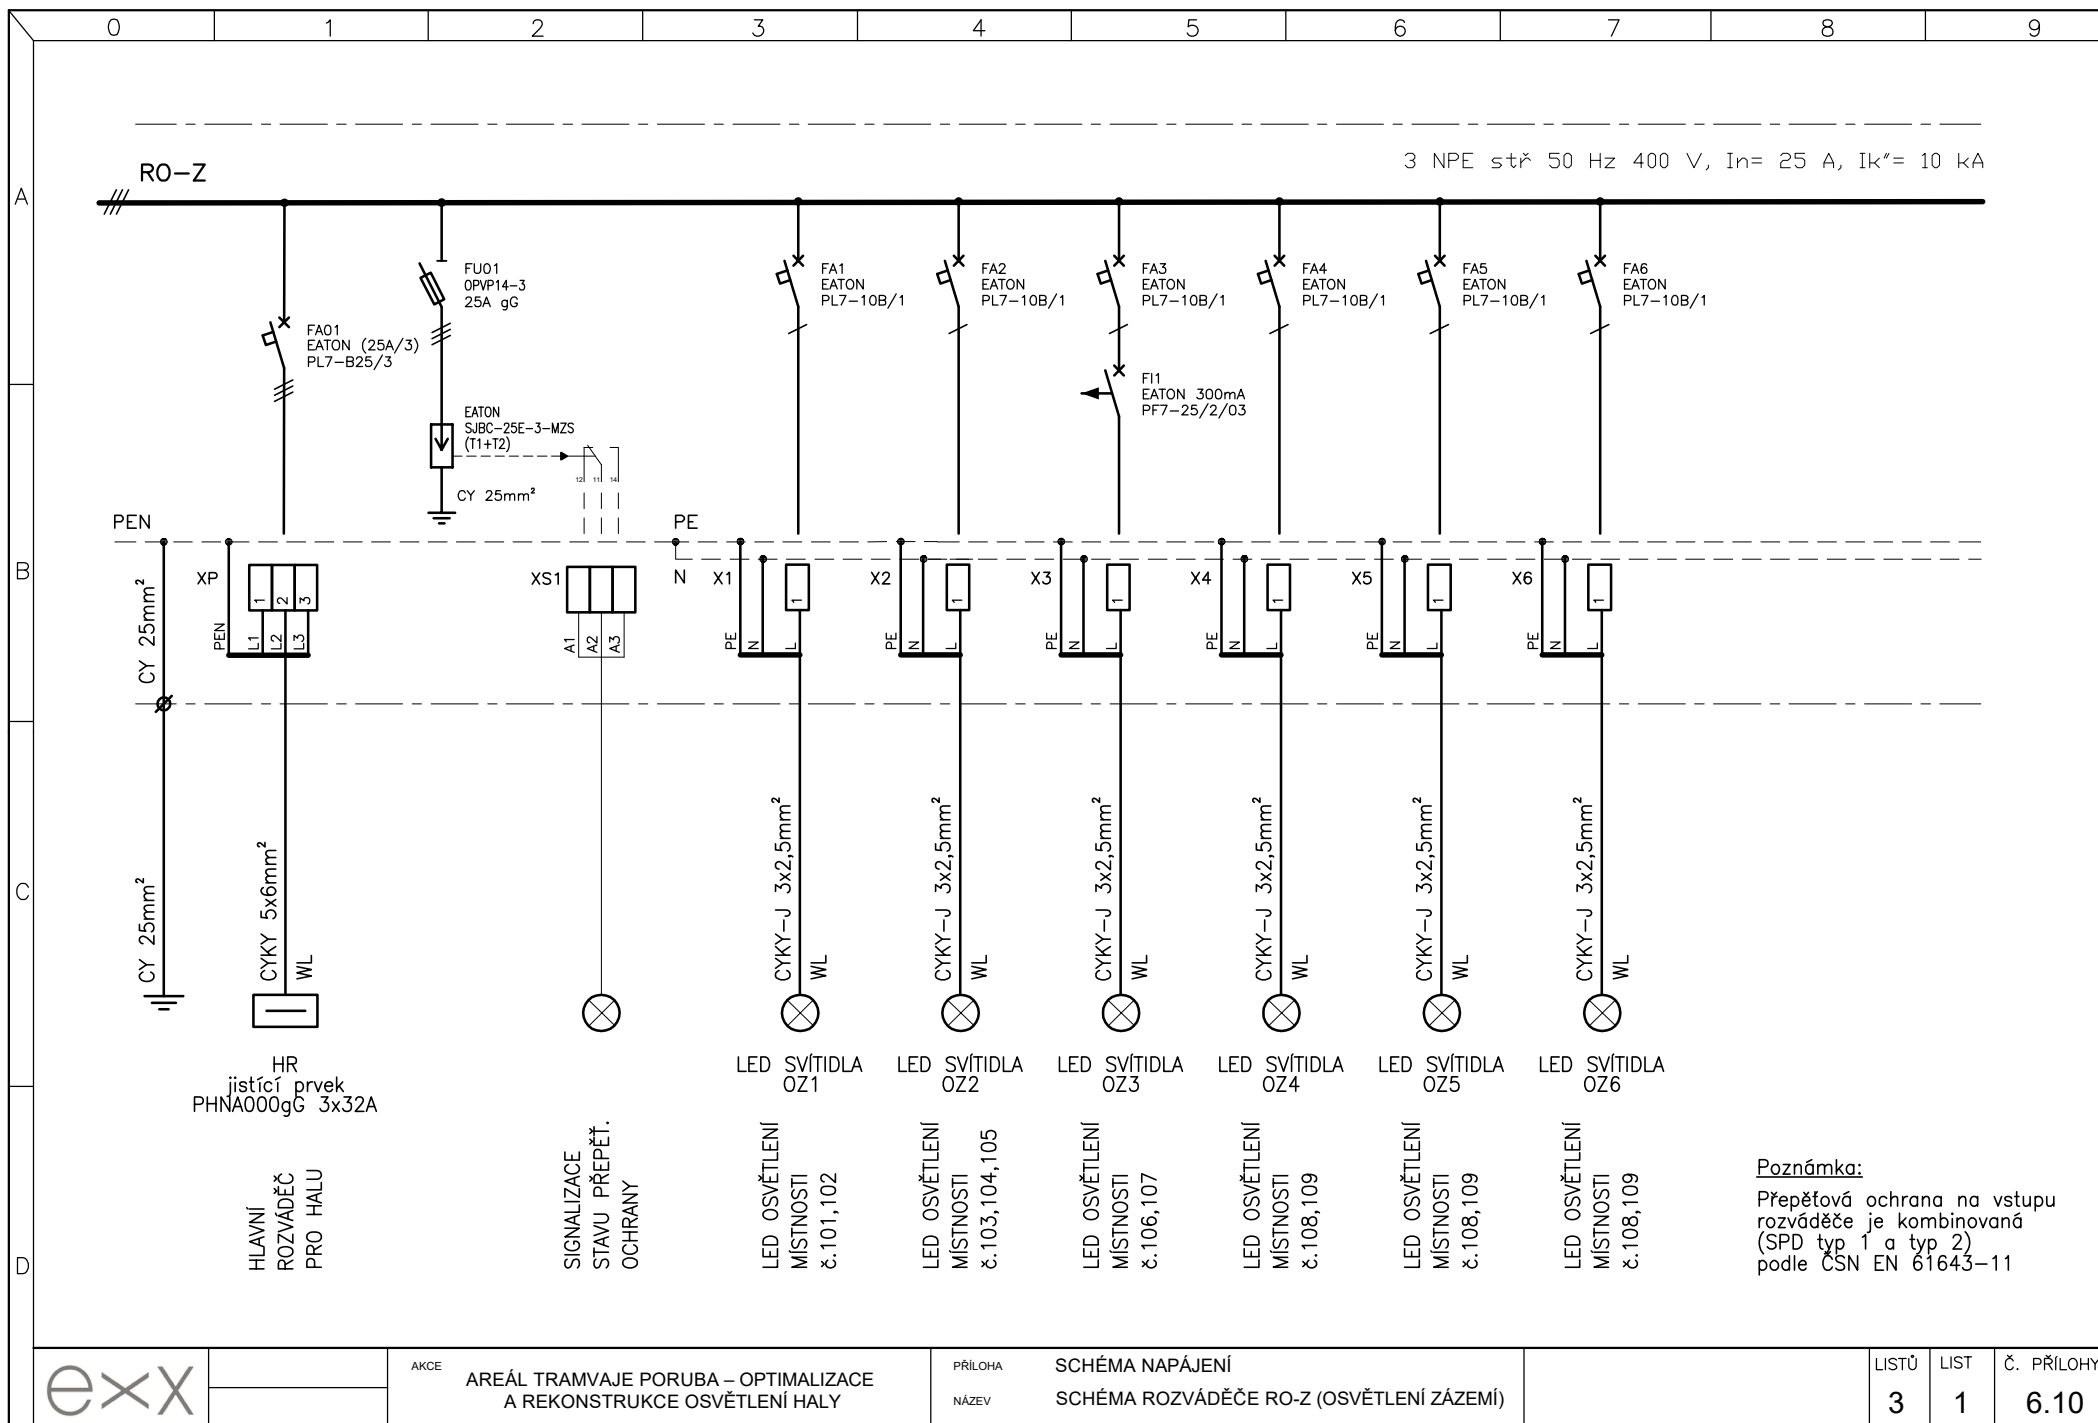 0 1 2 3 4 5 6 7 8 9
A
B
C
D
RO-Z
3 NPE stř 50 Hz 400 V, In= 25 A, Ik"= 10 kA
FA01
EATON (25A/3)
PL7-B25/3
FU01
OPVP14-3
25A gG
EATON
SJBC-25E-3-MZS
(T1+T2)
CY 25mm²
12 11 14
FA1
EATON
PL7-10B/1
FA2
EATON
PL7-10B/1
FA3
EATON
PL7-10B/1
FI1
EATON 300mA
PF7-25/2/03
FA4
EATON
PL7-10B/1
FA5
EATON
PL7-10B/1
FA6
EATON
PL7-10B/1
PEN
PE
N
CY 25mm²
CY 25mm²
XP
1 2 3
PEN L1 L2 L3
XS1
A1 A2 A3
X1
1
PE N L
X2
1
PE N L
X3
1
PE N L
X4
1
PE N L
X5
1
PE N L
X6
1
PE N L
CYKY 5x6mm²
WL
CYKY-J 3x2,5mm²
WL
CYKY-J 3x2,5mm²
WL
CYKY-J 3x2,5mm²
WL
CYKY-J 3x2,5mm²
WL
CYKY-J 3x2,5mm²
WL
CYKY-J 3x2,5mm²
WL
HR
jistící prvek
PHNA000gG 3x32A
HLAVNÍ
ROZVÁDĚČ
PRO HALU
SIGNALIZACE
STAVU PŘEPĚŤ.
OCHRANY
LED SVÍTIDLA
OZ1
LED OSVĚTLENÍ
MÍSTNOSTI
č.101,102
LED SVÍTIDLA
OZ2
LED OSVĚTLENÍ
MÍSTNOSTI
č.103,104,105
LED SVÍTIDLA
OZ3
LED OSVĚTLENÍ
MÍSTNOSTI
č.106,107
LED SVÍTIDLA
OZ4
LED OSVĚTLENÍ
MÍSTNOSTI
č.108,109
LED SVÍTIDLA
OZ5
LED OSVĚTLENÍ
MÍSTNOSTI
č.108,109
LED SVÍTIDLA
OZ6
LED OSVĚTLENÍ
MÍSTNOSTI
č.108,109
Poznámka:
Přepěťová ochrana na vstupu
rozváděče je kombinovaná
(SPD typ 1 a typ 2)
podle ČSN EN 61643-11
exx
AKCE
AREÁL TRAMVAJE PORUBA – OPTIMALIZACE
A REKONSTRUKCE OSVĚTLENÍ HALY
PŘÍLOHA SCHÉMA NAPÁJENÍ
NÁZEV SCHÉMA ROZVÁDĚČE RO-Z (OSVĚTLENÍ ZÁZEMÍ)
LISTŮ LIST Č. PŘÍLOHY
3 1 6.10